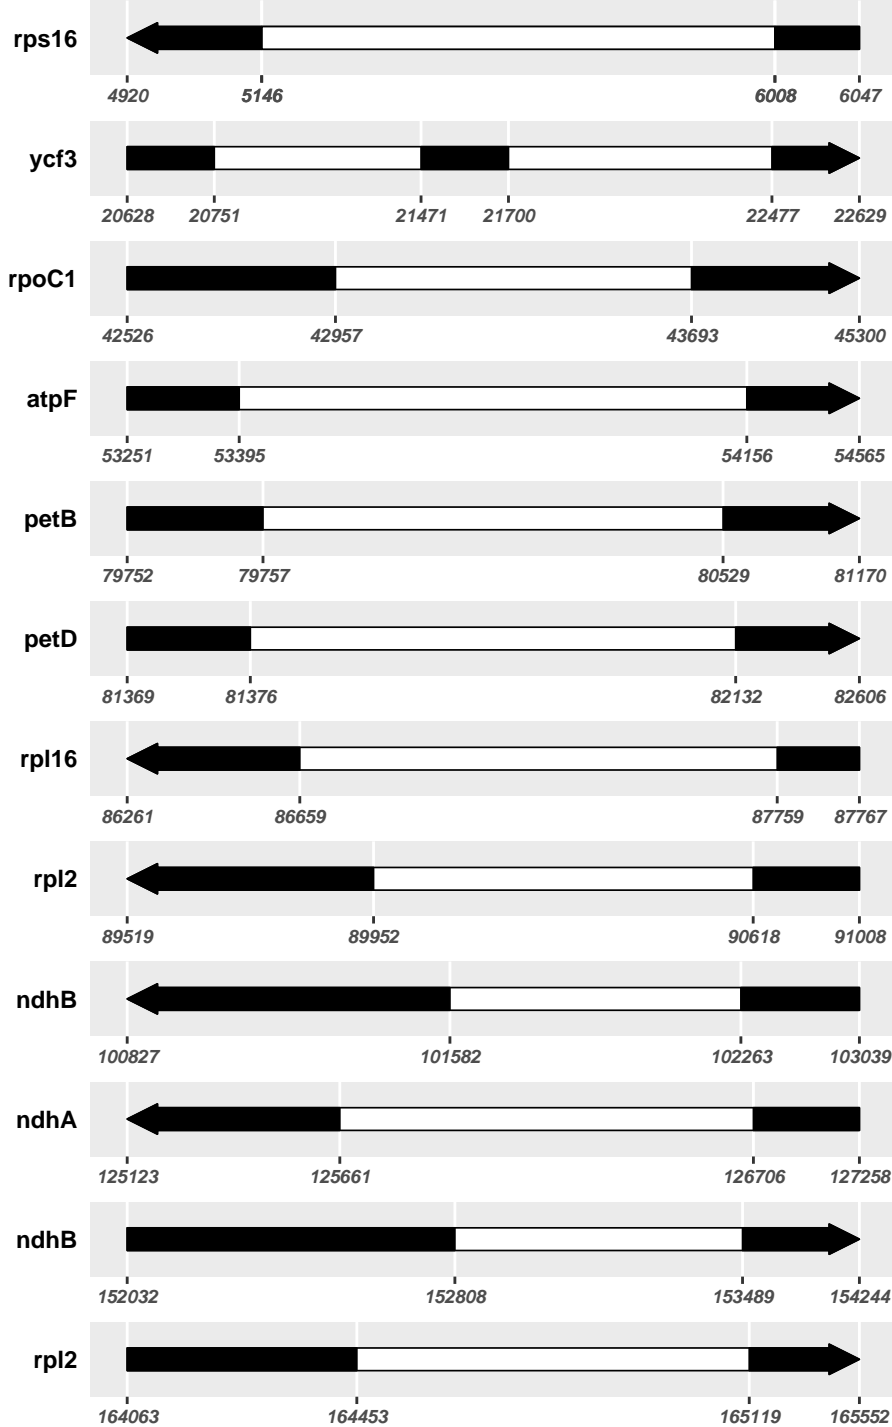 rps16
4920 5146 6008 6047
ycf3
20628 20751 21471 21700 22477 22629
rpoC1
42526 42957 43693 45300
atpF
53251 53395 54156 54565
petB
79752 79757 80529 81170
petD
81369 81376 82132 82606
rpl16
86261 86659 87759 87767
rpl2
89519 89952 90618 91008
ndhB
100827 101582 102263 103039
ndhA
125123 125661 126706 127258
ndhB
152032 152808 153489 154244
rpl2
164063 164453 165119 165552